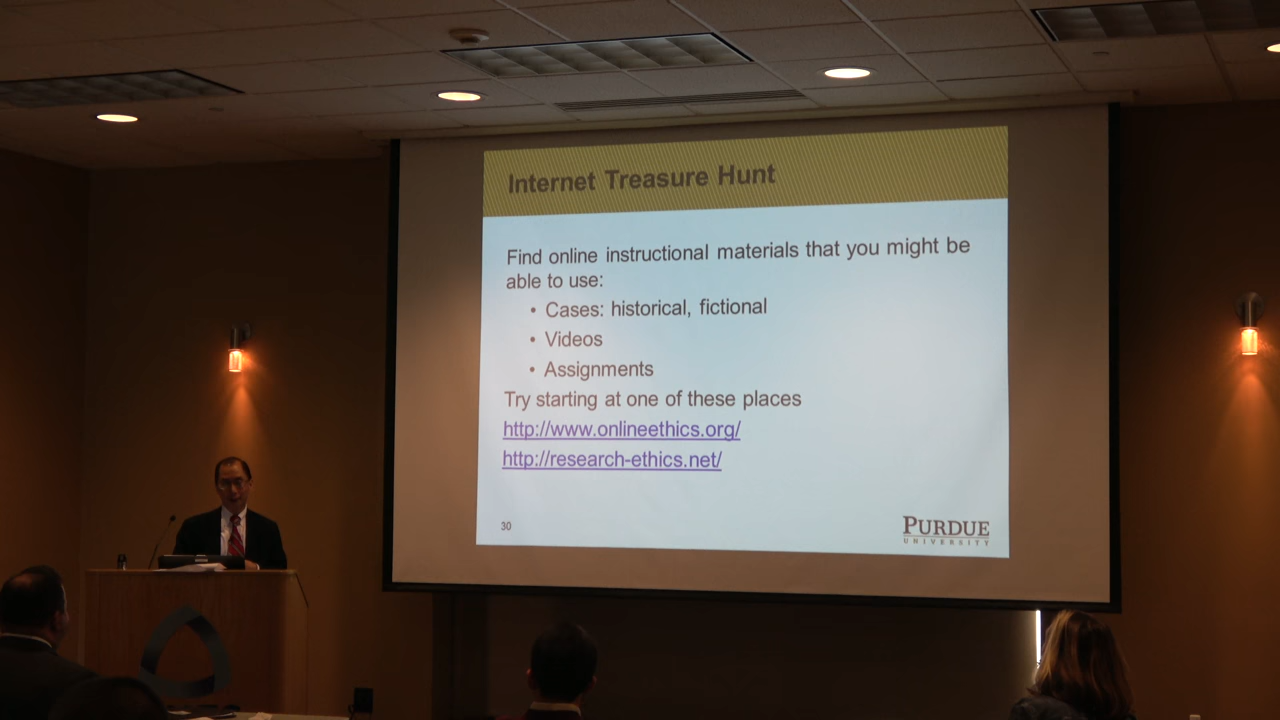 Internet Treasure Hunt
Find online instructional materials that you might be
able to use:
• Cases: historical, fictional
• Videos
• Assignments
Try starting at one of these places
http://www.onlineethics.org/
http://research-ethics.net/
30
PURDUE
UNIVERSITY